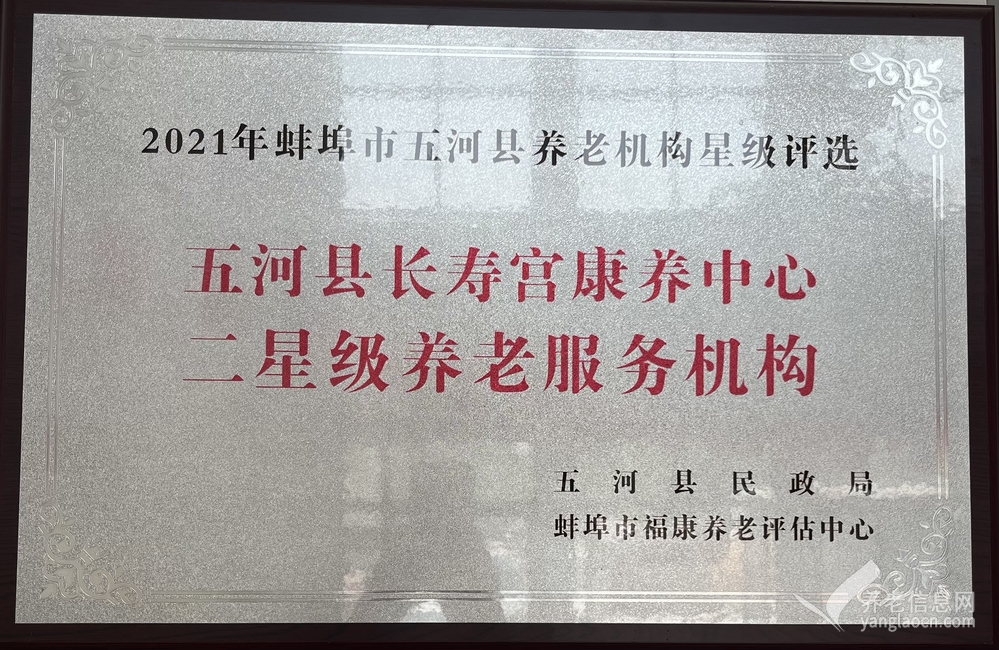 2021年蚌埠市五河县养老机构星级评选
五河县长寿宫康养中心
二星级养老服务机构
五河县民政局
蚌埠市福康养老评估中心
养老信息网
yanglaocn.com